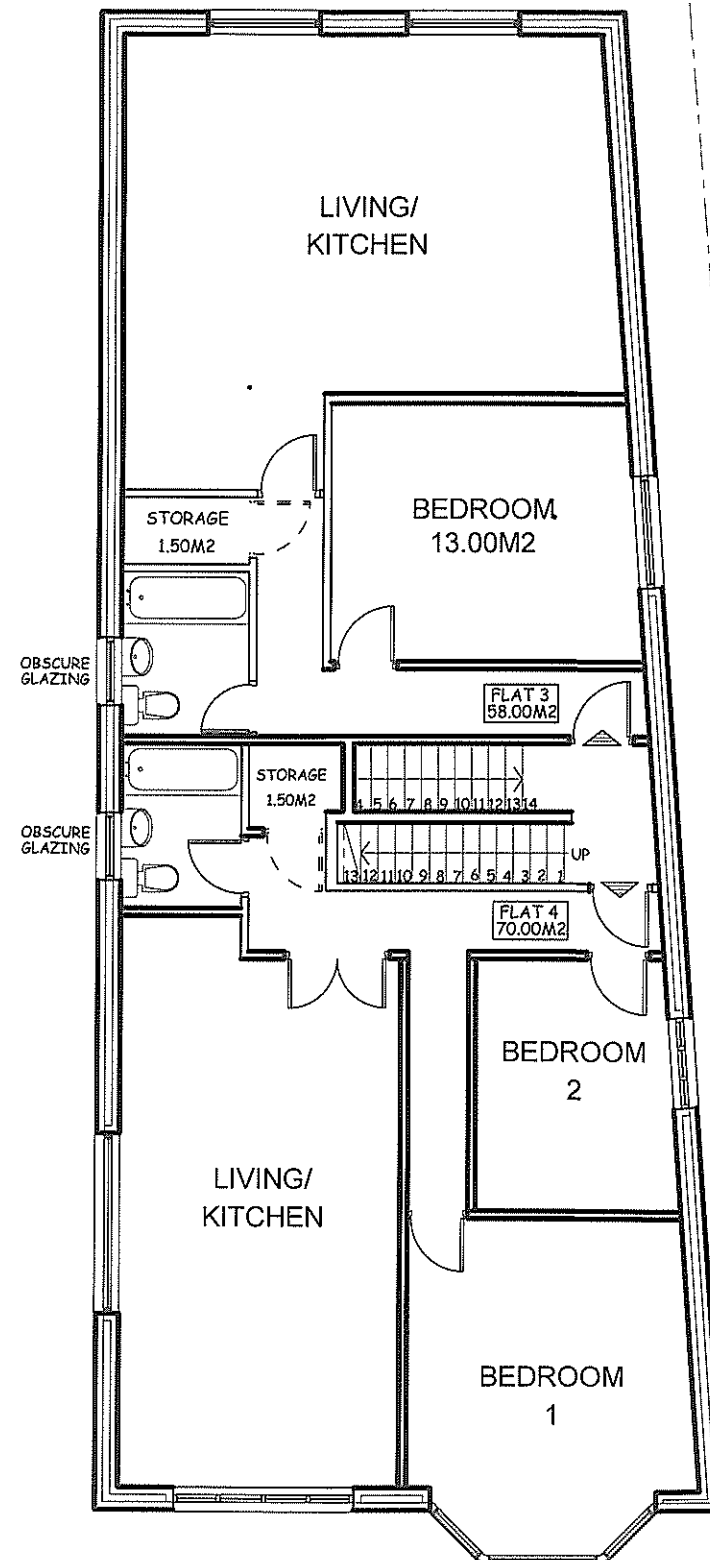 LIVING/
KITCHEN
BEDROOM.
13.00M2
STORAGE
1.50M2
OBSCURE
GLAZING
FLAT 3
58.00M2
STORAGE
1.50M2
4 5 6 7 8 9 10 11 12 13 14
OBSCURE
GLAZING
UP
13 12 11 10 9 8 7 6 5 4 3 2 1
FLAT 4
70.00M2
BEDROOM
2
LIVING/
KITCHEN
BEDROOM
1